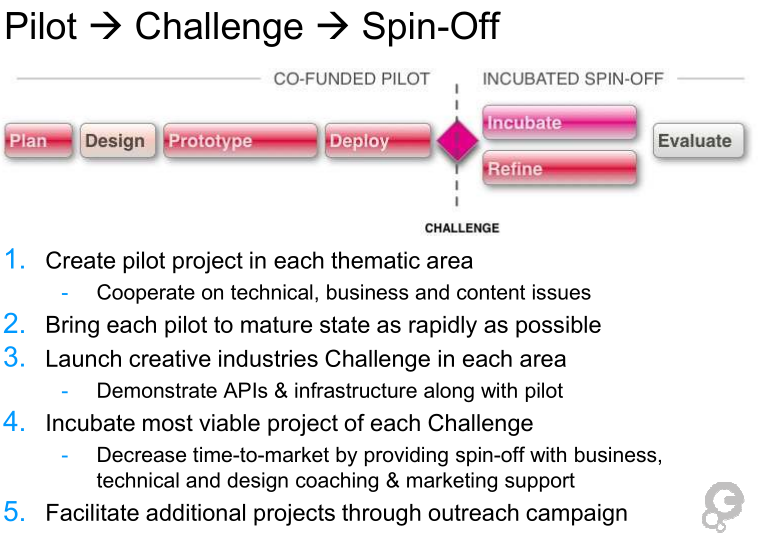 Pilot → Challenge → Spin-Off
CO-FUNDED PILOT
INCUBATED SPIN-OFF
Plan
Design
Prototype
Deploy
Incubate
Refine
Evaluate
CHALLENGE
1. Create pilot project in each thematic area
- Cooperate on technical, business and content issues
2. Bring each pilot to mature state as rapidly as possible
3. Launch creative industries Challenge in each area
- Demonstrate APIs & infrastructure along with pilot
4. Incubate most viable project of each Challenge
- Decrease time-to-market by providing spin-off with business,
technical and design coaching & marketing support
5. Facilitate additional projects through outreach campaign